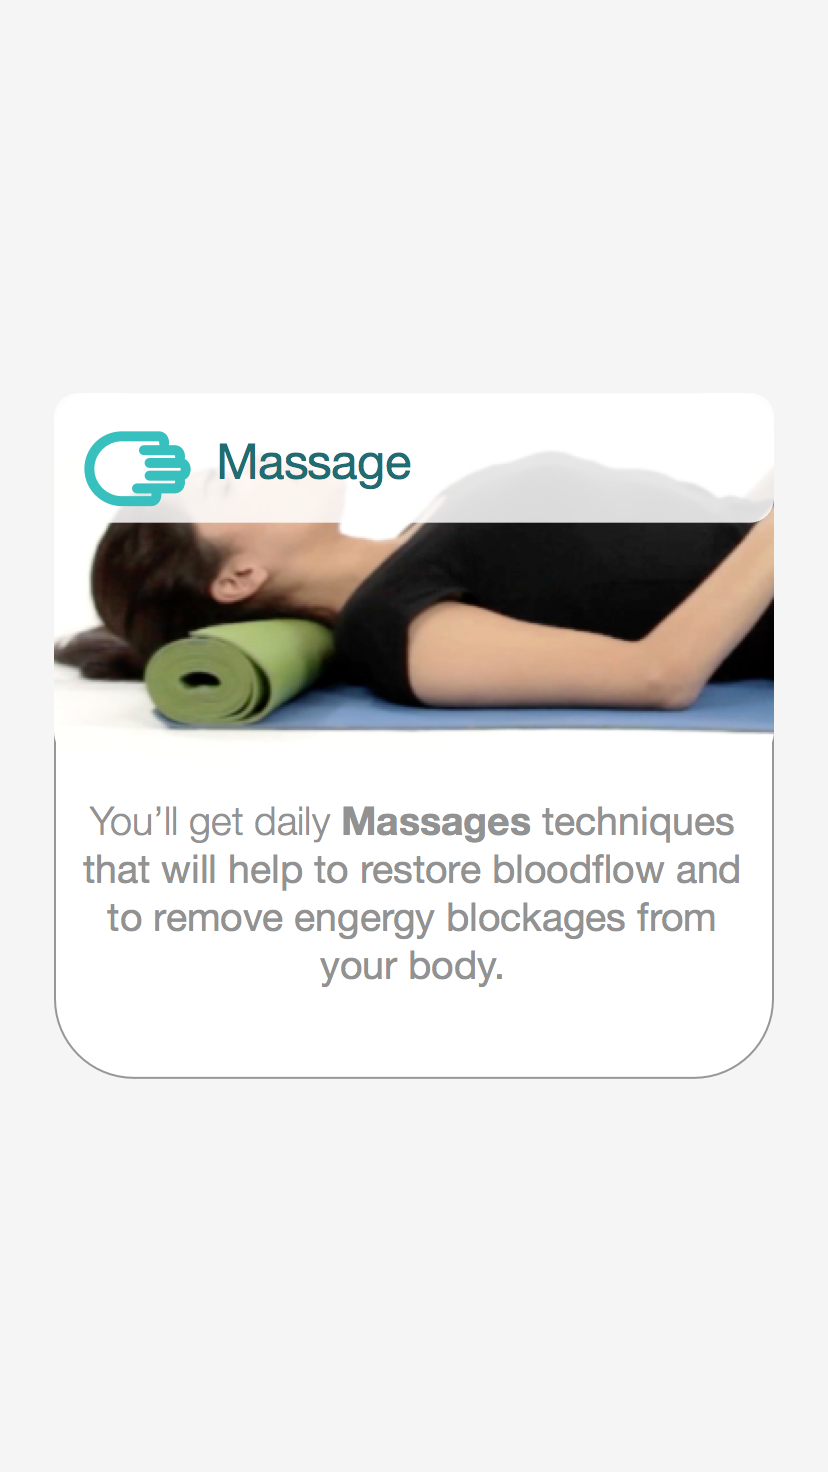 Massage
You’ll get daily Massages techniques
that will help to restore bloodflow and
to remove engergy blockages from
your body.